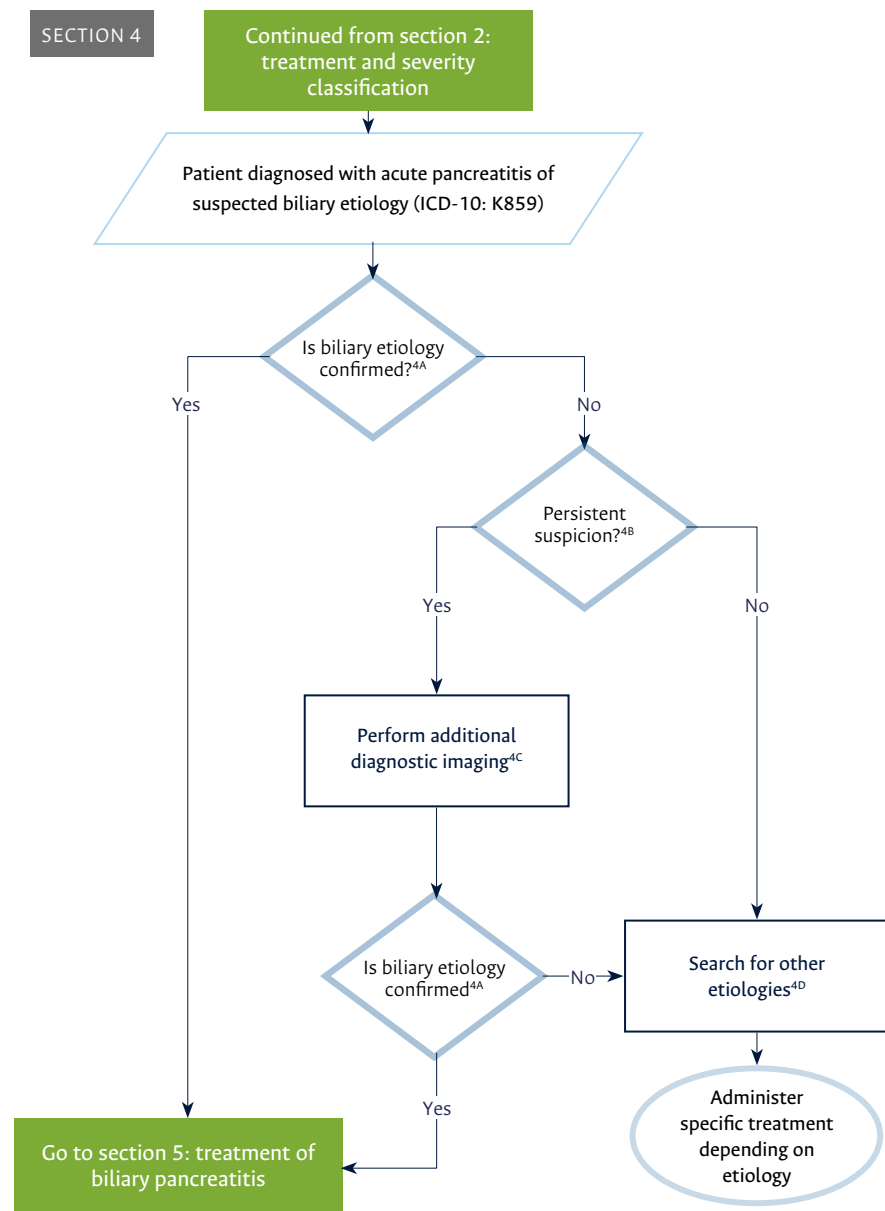 SECTION 4
Continued from section 2:
treatment and severity
classification
Patient diagnosed with acute pancreatitis of
suspected biliary etiology (ICD-10: K859)
Is biliary etiology
confirmed?4A
Yes
No
Persistent
suspicion?4B
Yes
No
Perform additional
diagnostic imaging4C
Is biliary etiology
confirmed4A
No
Search for other
etiologies4D
Yes
Administer
specific treatment
depending on
etiology
Go to section 5: treatment of
biliary pancreatitis